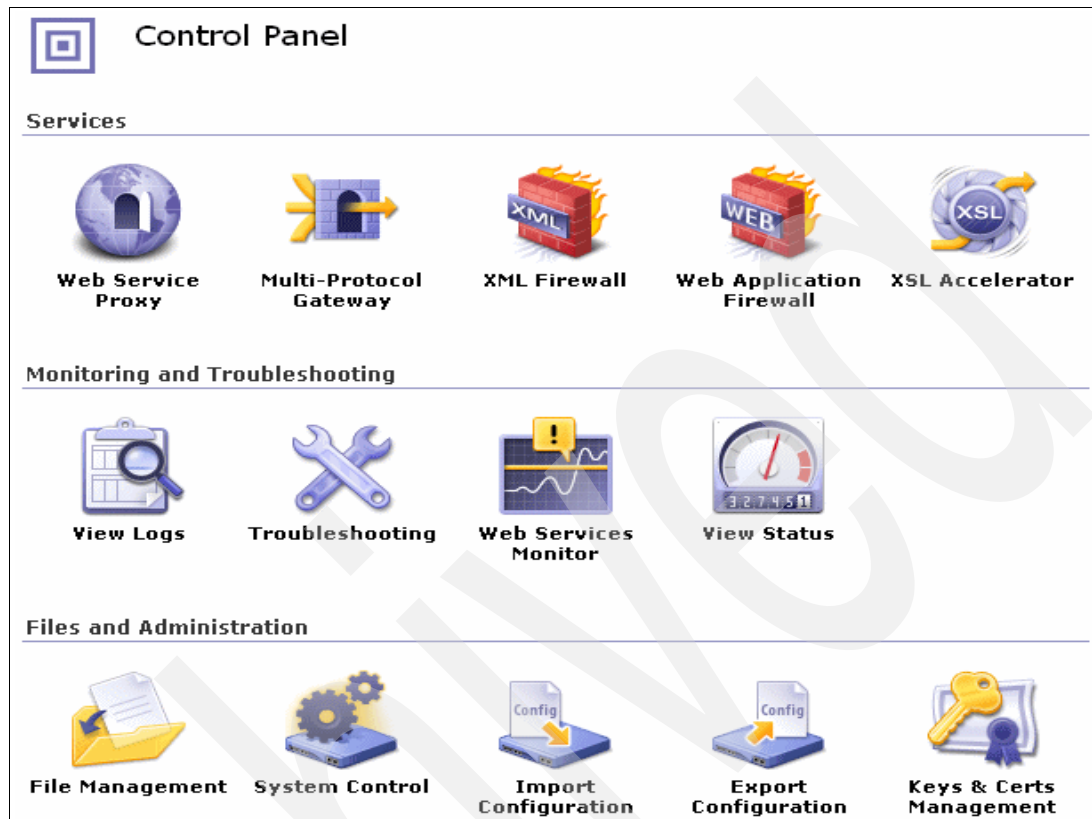 Control Panel
Services
XML
WEB
XSL
Web Service
Proxy
Multi-Protocol
Gateway
XML Firewall
Web Application
Firewall
XSL Accelerator
Monitoring and Troubleshooting
!
3 2 7 4 5 1
View Logs
Troubleshooting
Web Services
Monitor
View Status
Files and Administration
Config
Config
File Management
System Control
Import
Configuration
Export
Configuration
Keys & Certs
Management